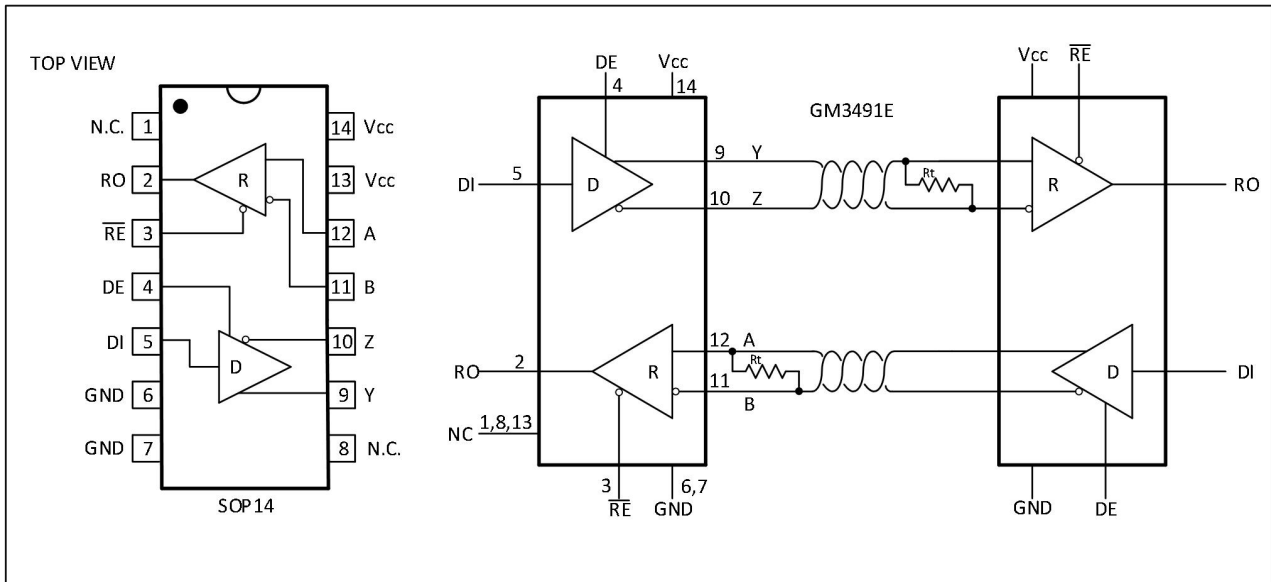 TOP VIEW
N.C. 1
RO 2
RE 3
DE 4
DI 5
GND 6
GND 7
14 Vcc
13 Vcc
12 A
11 B
10 Z
9 Y
8 N.C.
R
D
SOP14
GM3491E
DE
4
Vcc
14
DI 5
D
9 Y
10 Z
Rt
RO 2
R
12 A
11
B
Rt
NC 1,8,13
3
RE
6,7
GND
Vcc
RE
R
RO
D
DI
GND
DE